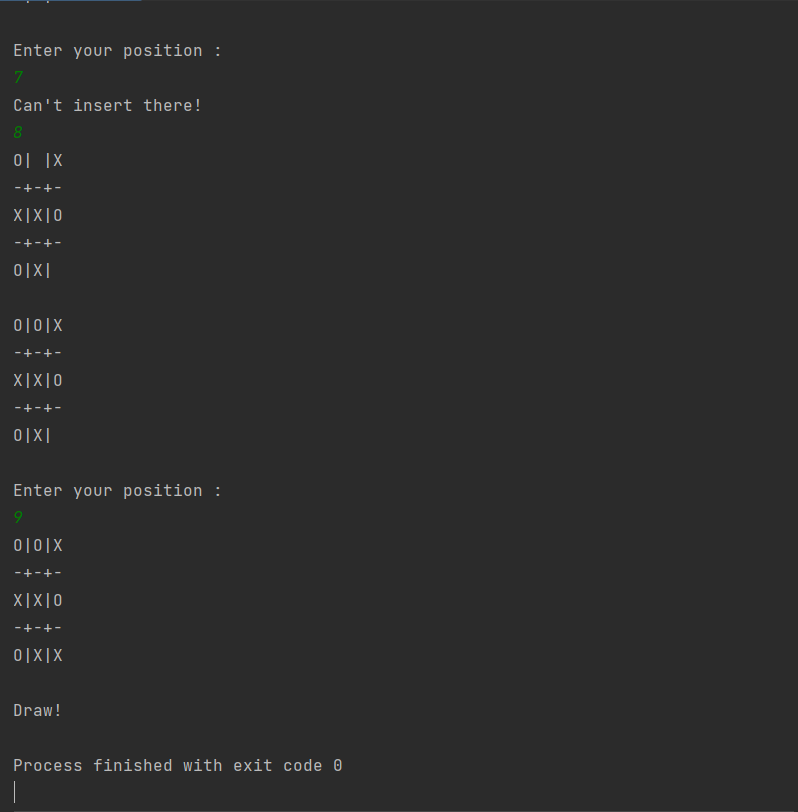 Enter your position :
7
Can't insert there!
8
O| |X
-+-+-
X|X|O
-+-+-
O|X|
O|O|X
-+-+-
X|X|O
-+-+-
O|X|
Enter your position :
9
O|O|X
-+-+-
X|X|O
-+-+-
O|X|X
Draw!
Process finished with exit code 0